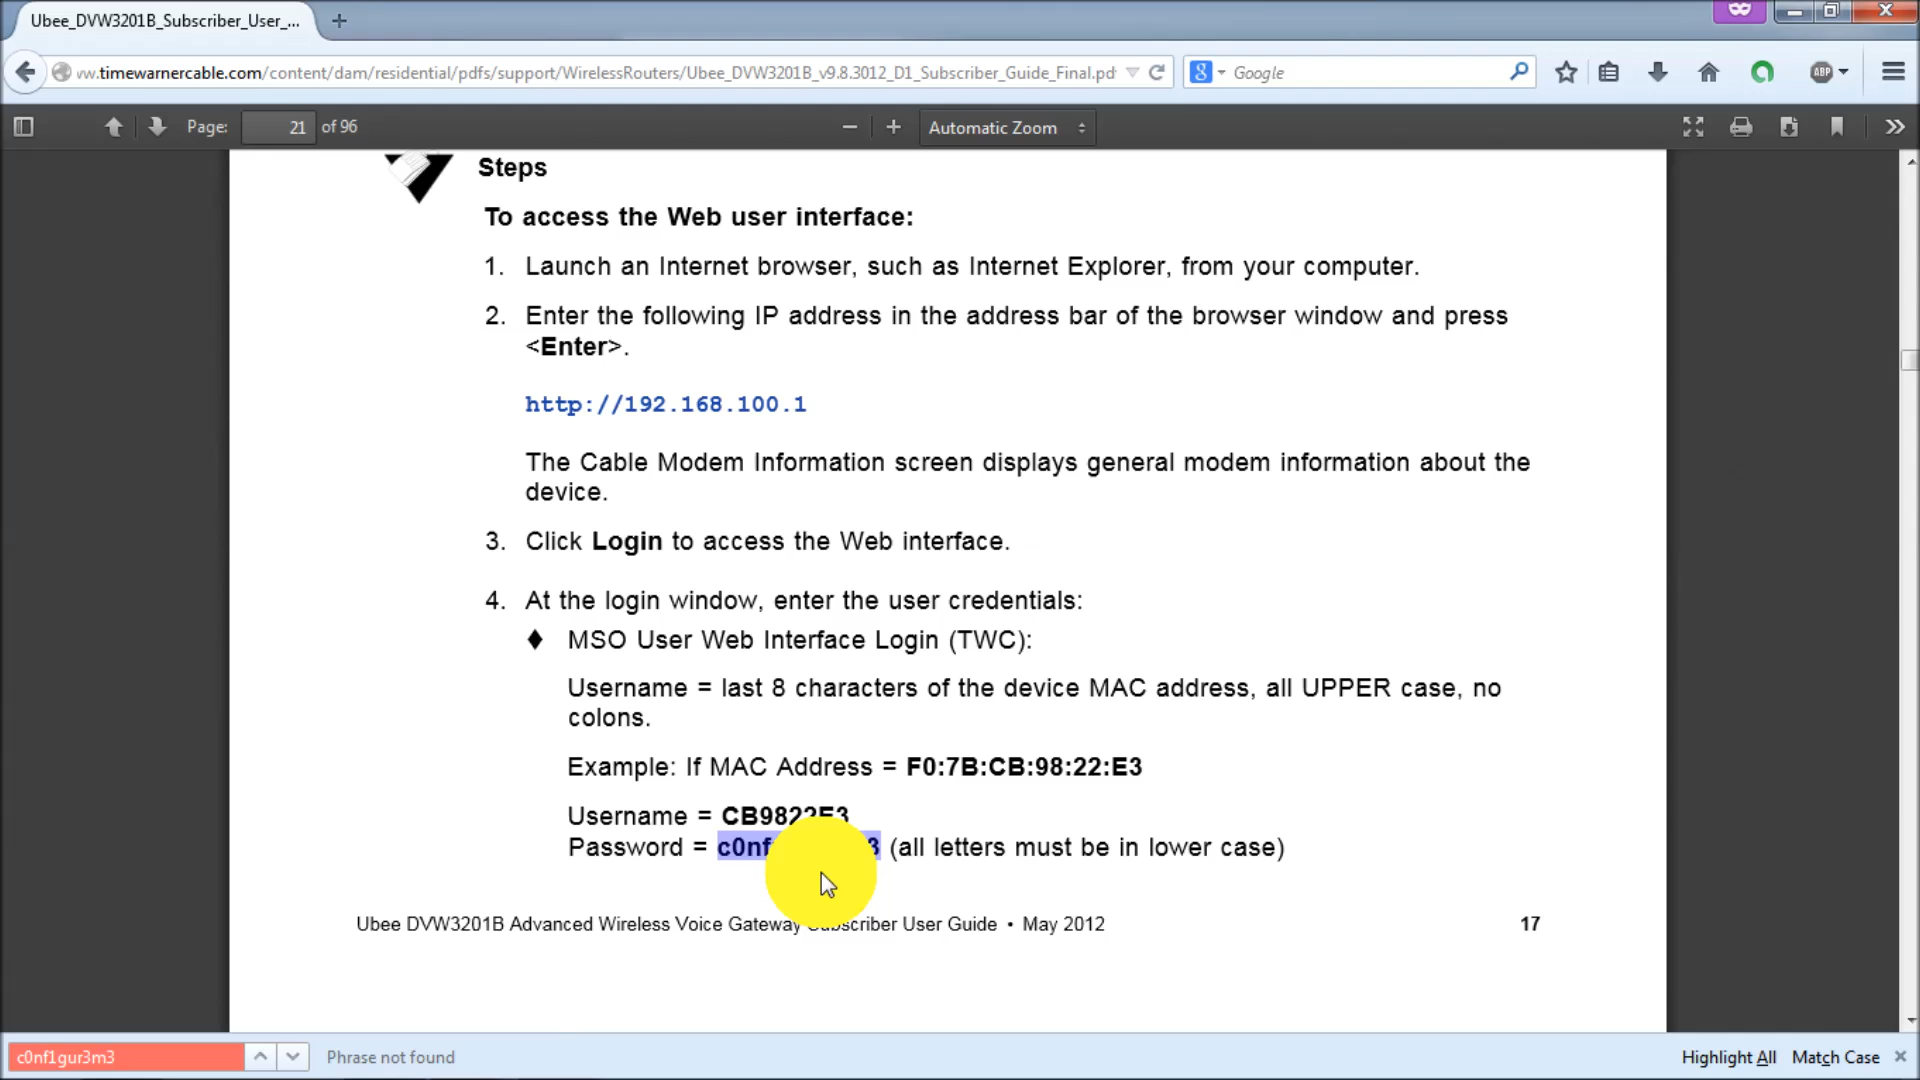 Ubee_DVW3201B_Subscriber_User_...
vw.timewarnercable.com/content/dam/residential/pdfs/support/WirelessRouters/Ubee_DVW3201B_v9.8.3012_D1_Subscriber_Guide_Final.pdf
8 Google
ABP
Page: 21 of 96
Automatic Zoom
Steps
To access the Web user interface:
1. Launch an Internet browser, such as Internet Explorer, from your computer.
2. Enter the following IP address in the address bar of the browser window and press
<Enter>.
http://192.168.100.1
The Cable Modem Information screen displays general modem information about the
device.
3. Click Login to access the Web interface.
4. At the login window, enter the user credentials:
♦ MSO User Web Interface Login (TWC):
Username = last 8 characters of the device MAC address, all UPPER case, no
colons.
Example: If MAC Address = F0:7B:CB:98:22:E3
Username = CB9822E3
Password = (all letters must be in lower case)
Ubee DVW3201B Advanced Wireless Voice Gateway Subscriber User Guide • May 2012
17
c0nf1gur3m3
Phrase not found
Highlight All
Match Case